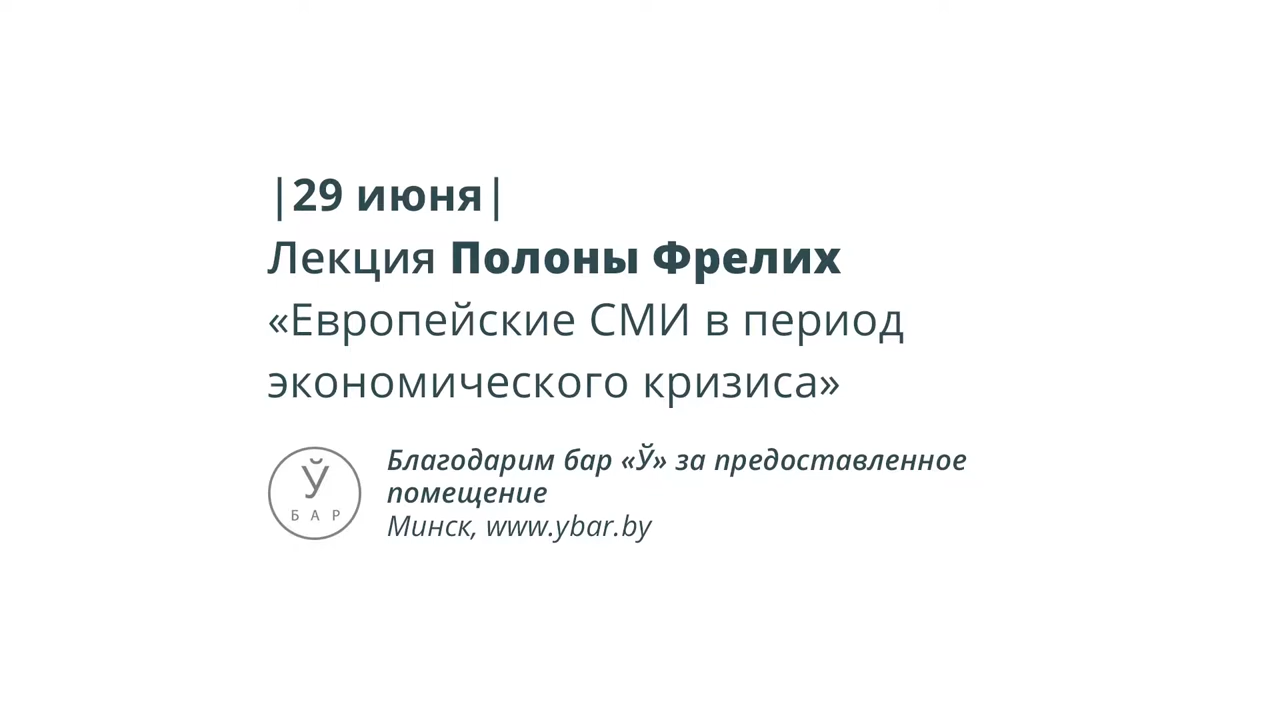 |29 июня|
Лекция Полоны Фрелих
«Европейские СМИ в период
экономического кризиса»
Ў
БАР
Благодарим бар «Ў» за предоставленное
помещение
Минск, www.ybar.by